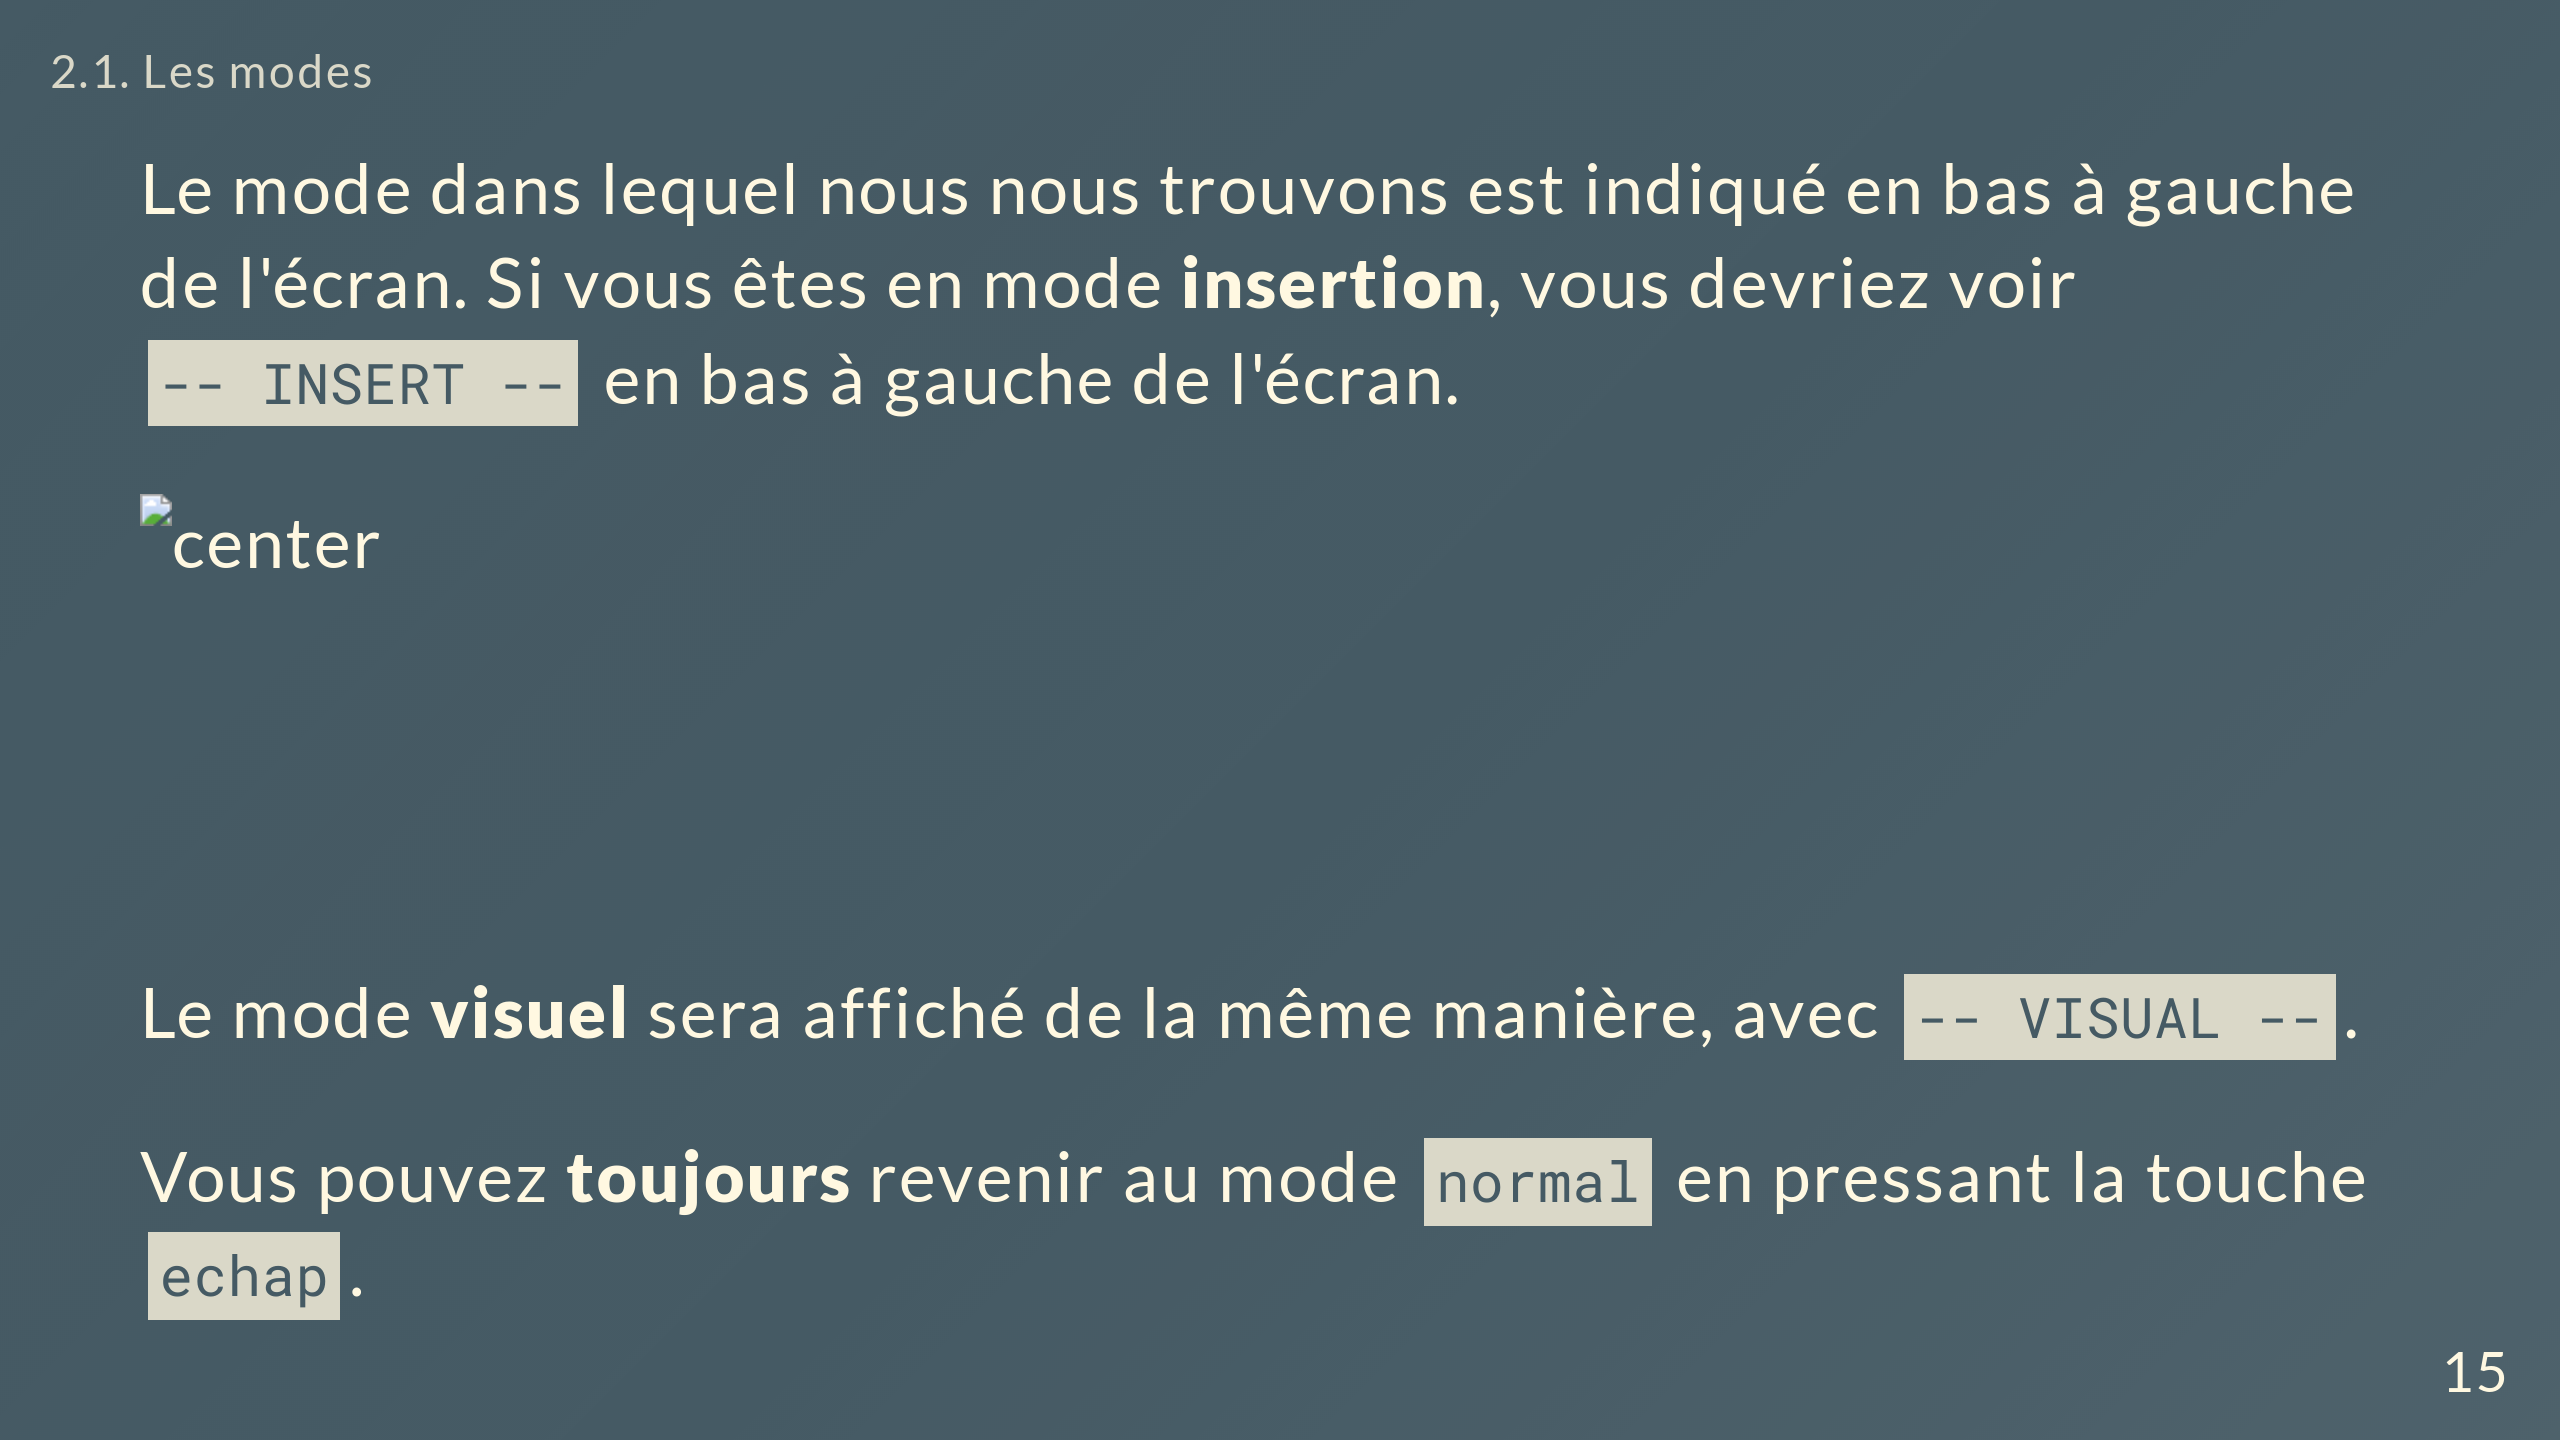 2.1. Les modes
Le mode dans lequel nous nous trouvons est indiqué en bas à gauche
de l'écran. Si vous êtes en mode insertion, vous devriez voir
-- INSERT -- en bas à gauche de l'écran.
center
Le mode visuel sera affiché de la même manière, avec -- VISUAL --.
Vous pouvez toujours revenir au mode normal en pressant la touche
echap.
15